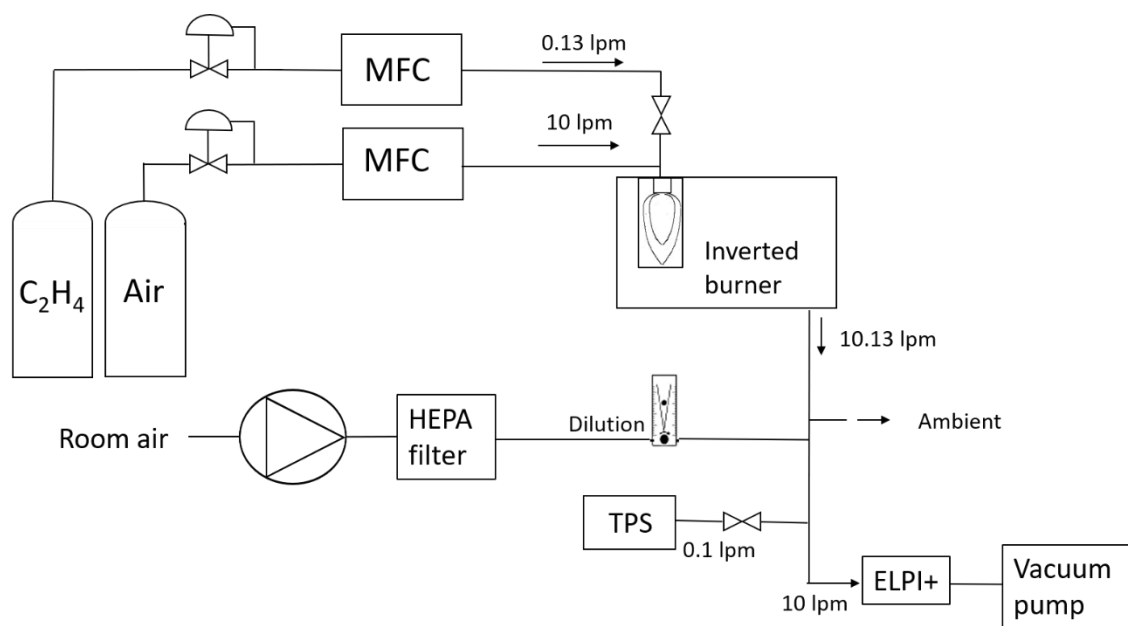 0.13 lpm
MFC
10 lpm
MFC
C₂H₄
Air
Inverted
burner
10.13 lpm
Room air
HEPA
filter
Dilution
Ambient
TPS
0.1 lpm
10 lpm
ELPI+
Vacuum
pump